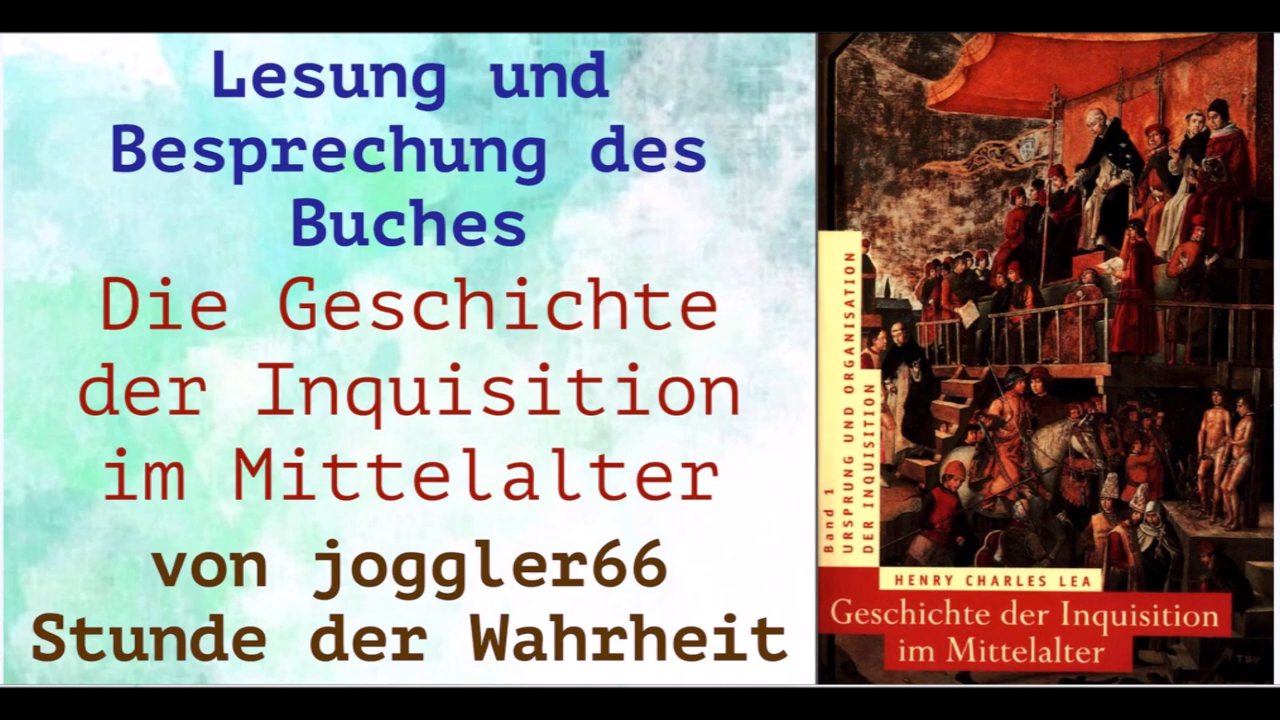 Lesung und
Besprechung des
Buches
Die Geschichte
der Inquisition
im Mittelalter
von joggler66
Stunde der Wahrheit
Band 1
URSPRUNG UND ORGANISATION
DER INQUISITION
HENRY CHARLES LEA
Geschichte der Inquisition
im Mittelalter